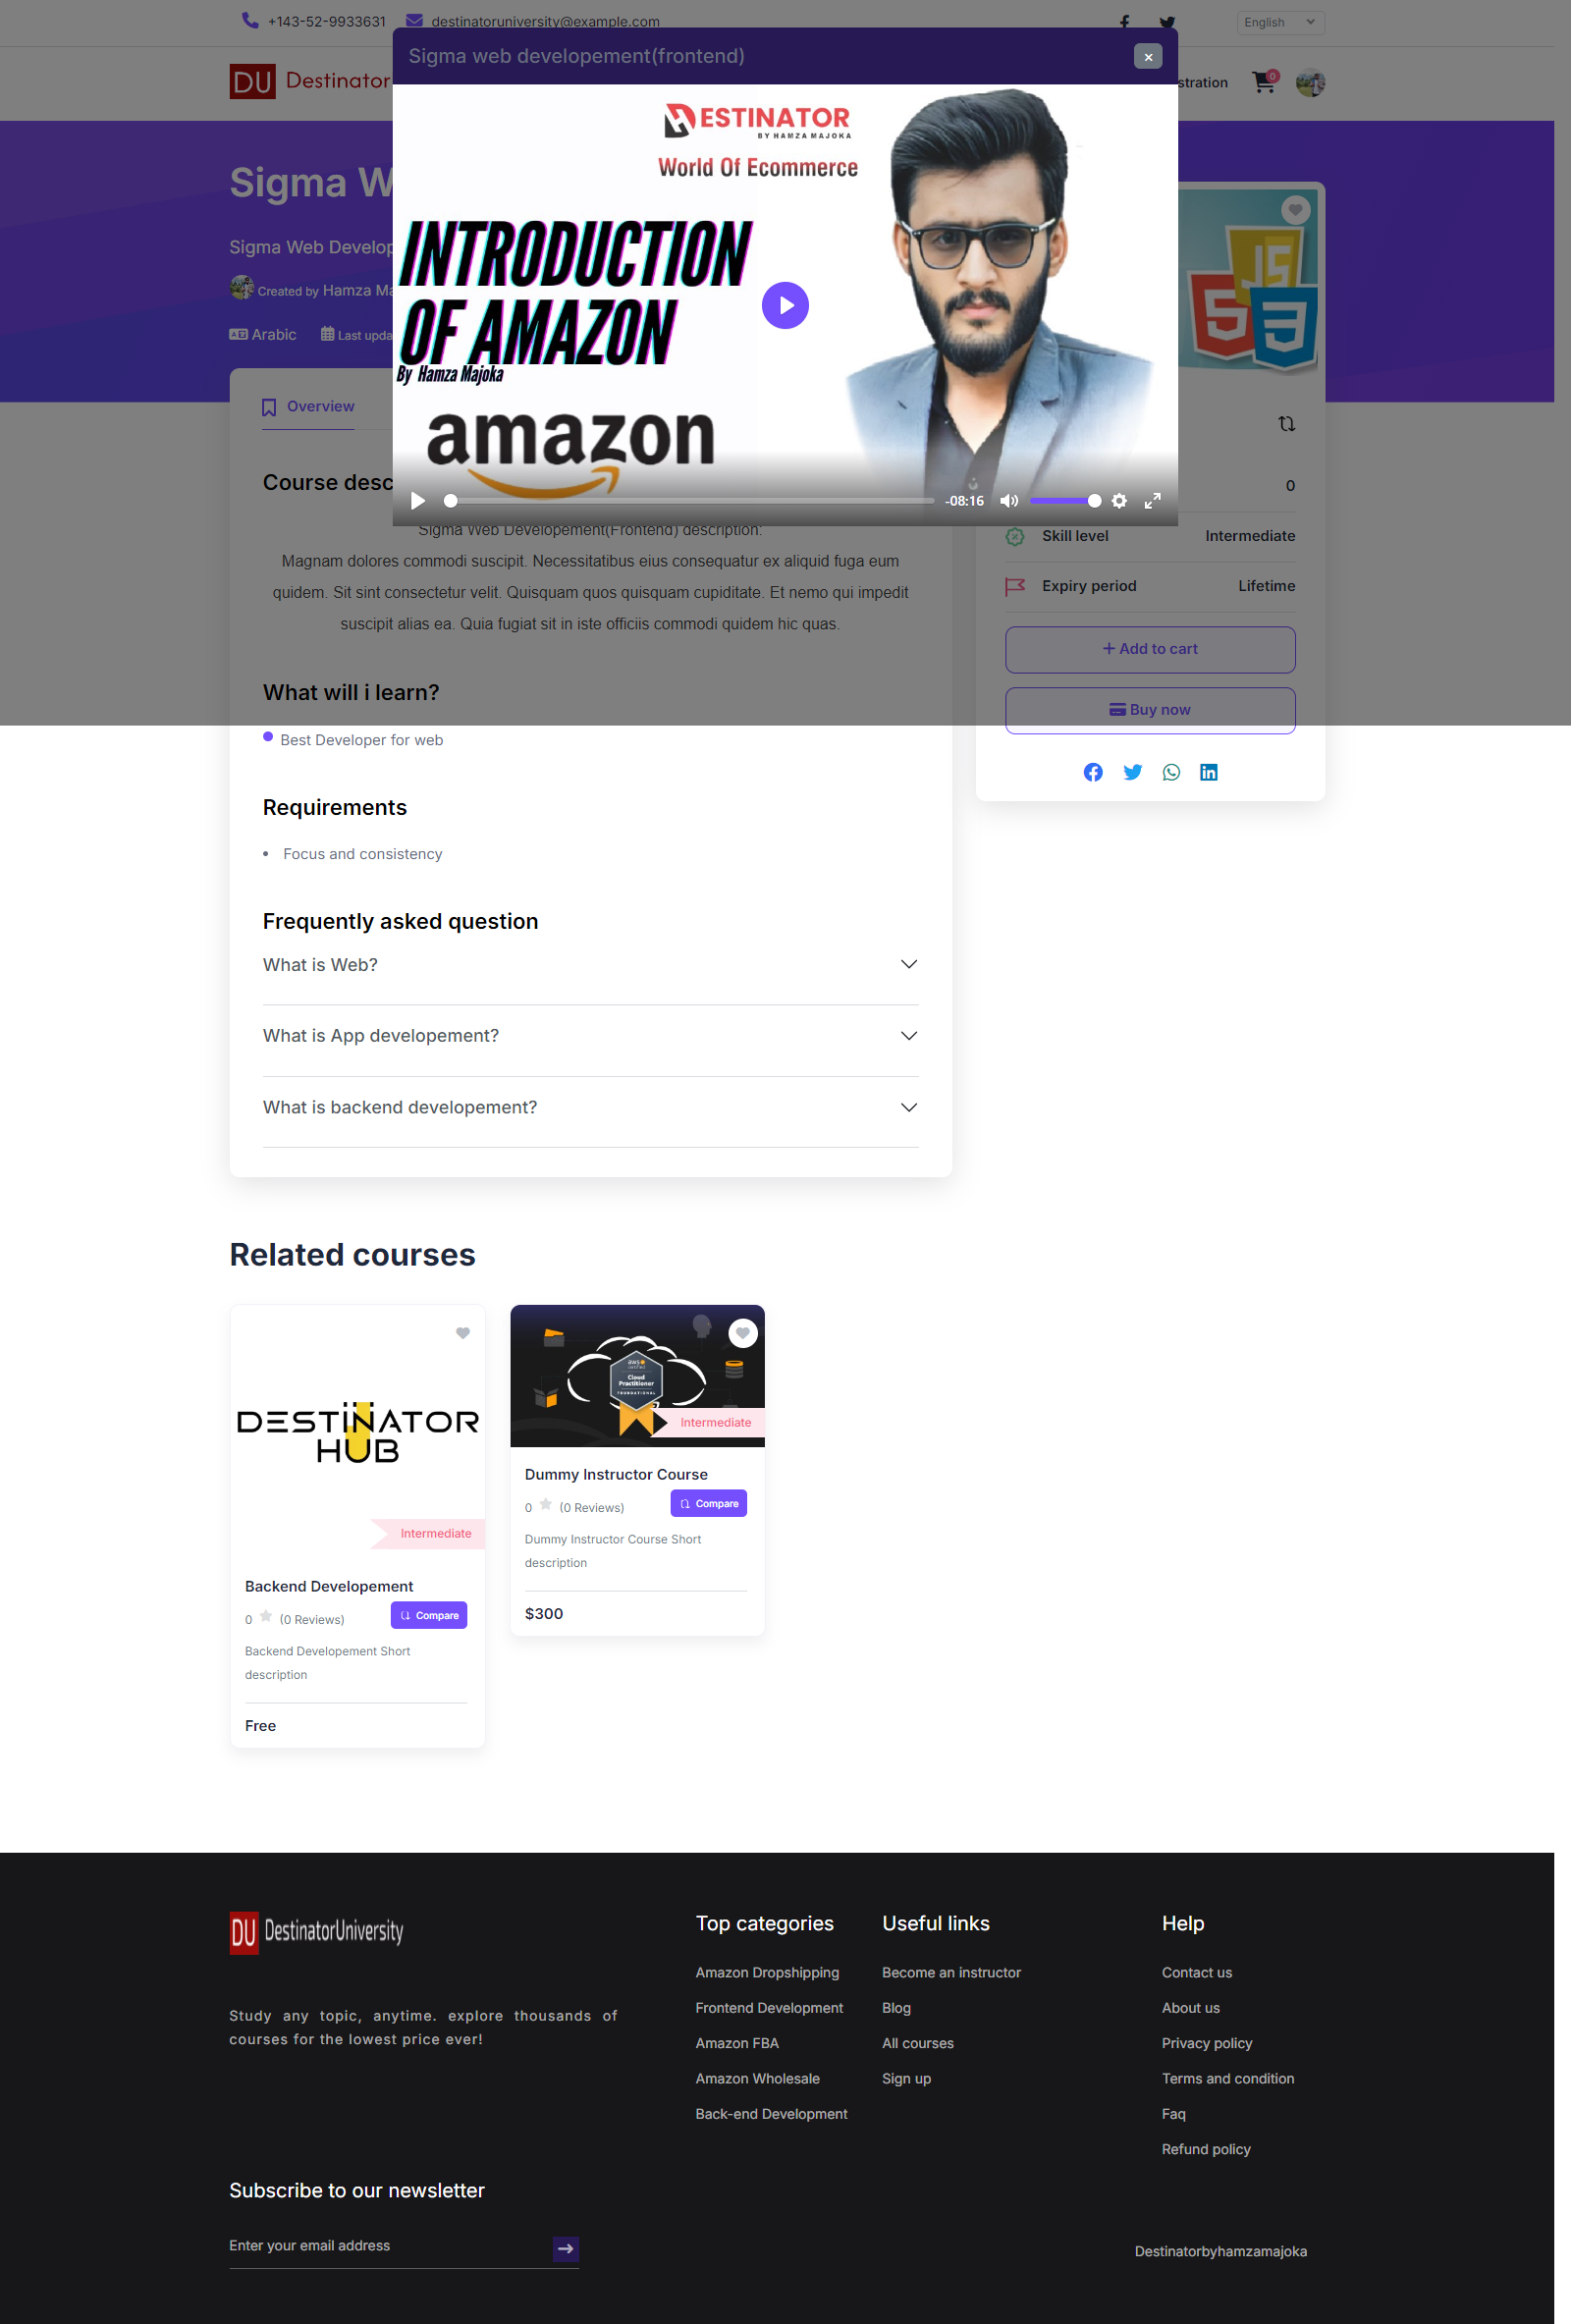 +143-52-9933631
destinatoruniversity@example.com
English
Sigma web developement(frontend)
×
DU Destinator
stration
0
ESTINATOR
BY HAMZA MAJOKA
World Of Ecommerce
INTRODUCTION
OF AMAZON
By Hamza Majoka
amazon
-08:16
Sigma W
Sigma Web Develop
Created by Hamza Ma
Arabic
Last upda
JS
5
3
Overview
Course desc
Sigma Web Development(Frontend) description:
Magnam dolores commodi suscipit. Necessitatibus eius consequatur ex aliquid fuga eum
quidem. Sit sint consectetur velit. Quisquam quos quisquam cupiditate. Et nemo qui impedit
suscipit alias ea. Quia fugiat sit in iste officiis commodi quidem hic quas.
0
Skill level
Intermediate
Expiry period
Lifetime
+ Add to cart
Buy now
What will i learn?
Best Developer for web
Requirements
• Focus and consistency
Frequently asked question
What is Web?
What is App developement?
What is backend developement?
Related courses
DESTINATOR
HUB
Intermediate
Backend Developement
0 (0 Reviews)
Compare
Backend Developement Short
description
Free
aws
certified
Cloud
Practitioner
FOUNDATIONAL
Intermediate
Dummy Instructor Course
0 (0 Reviews)
Compare
Dummy Instructor Course Short
description
$300
DU DestinatorUniversity
Study any topic, anytime. explore thousands of
courses for the lowest price ever!
Top categories
Amazon Dropshipping
Frontend Development
Amazon FBA
Amazon Wholesale
Back-end Development
Useful links
Become an instructor
Blog
All courses
Sign up
Help
Contact us
About us
Privacy policy
Terms and condition
Faq
Refund policy
Subscribe to our newsletter
Enter your email address
Destinatorbyhamzamajoka